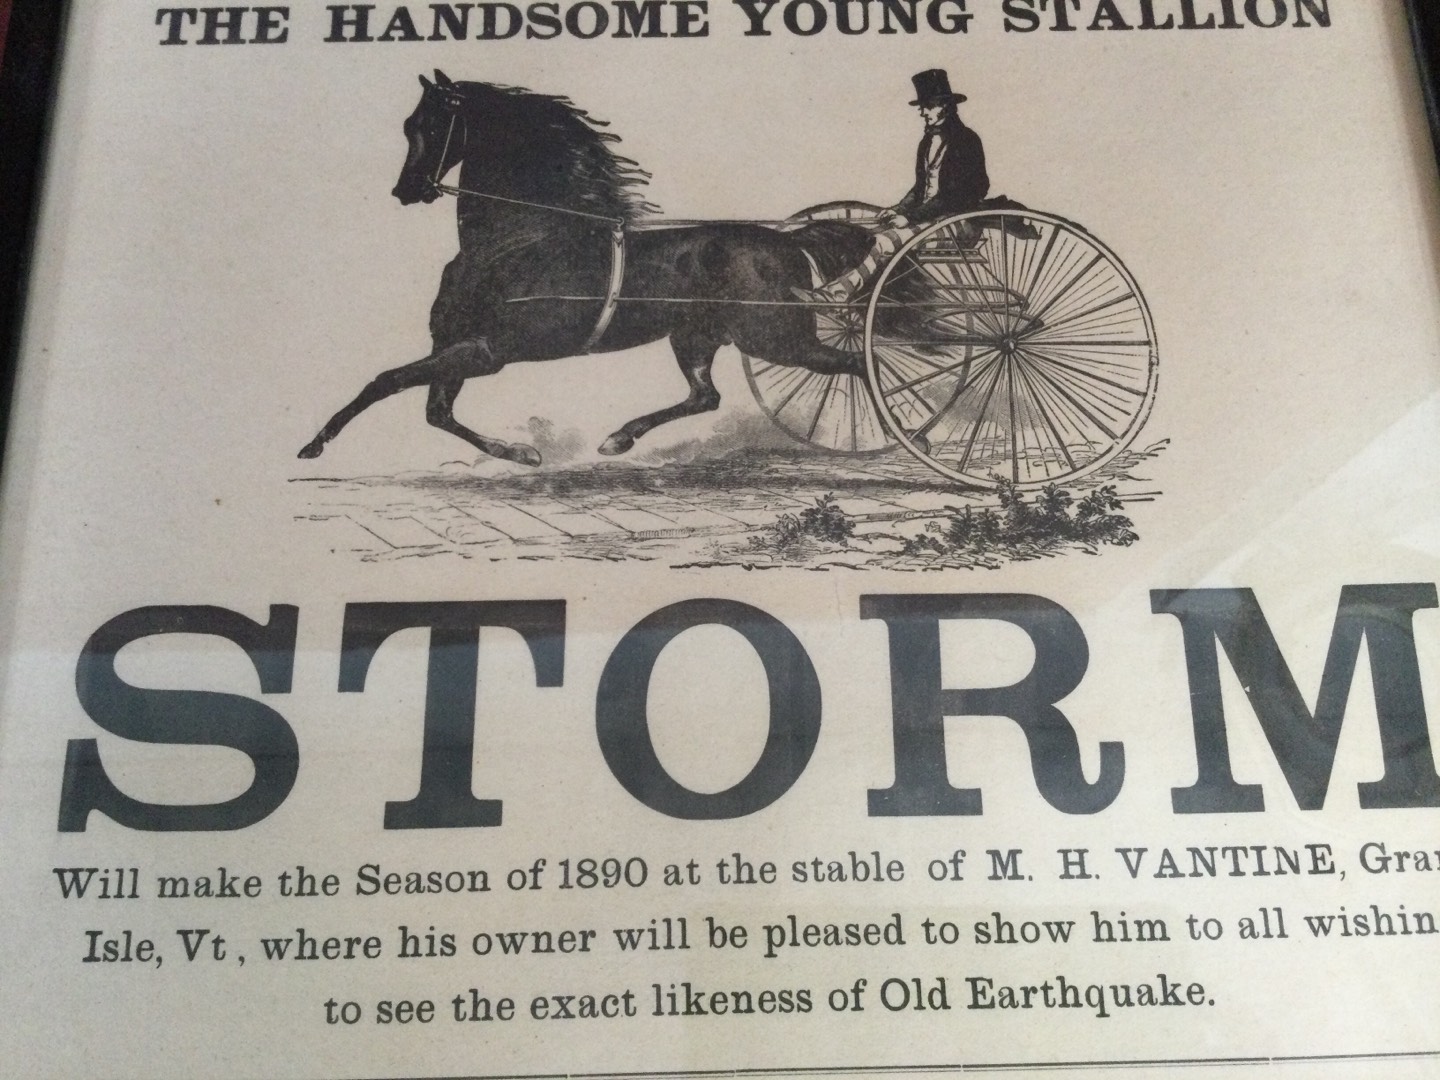 THE HANDSOME YOUNG STALLION
STORM
Will make the Season of 1890 at the stable of M. H. VANTINE,
Isle, Vt, where his owner will be pleased to show him to all wishin
to see the exact likeness of Old Earthquake.